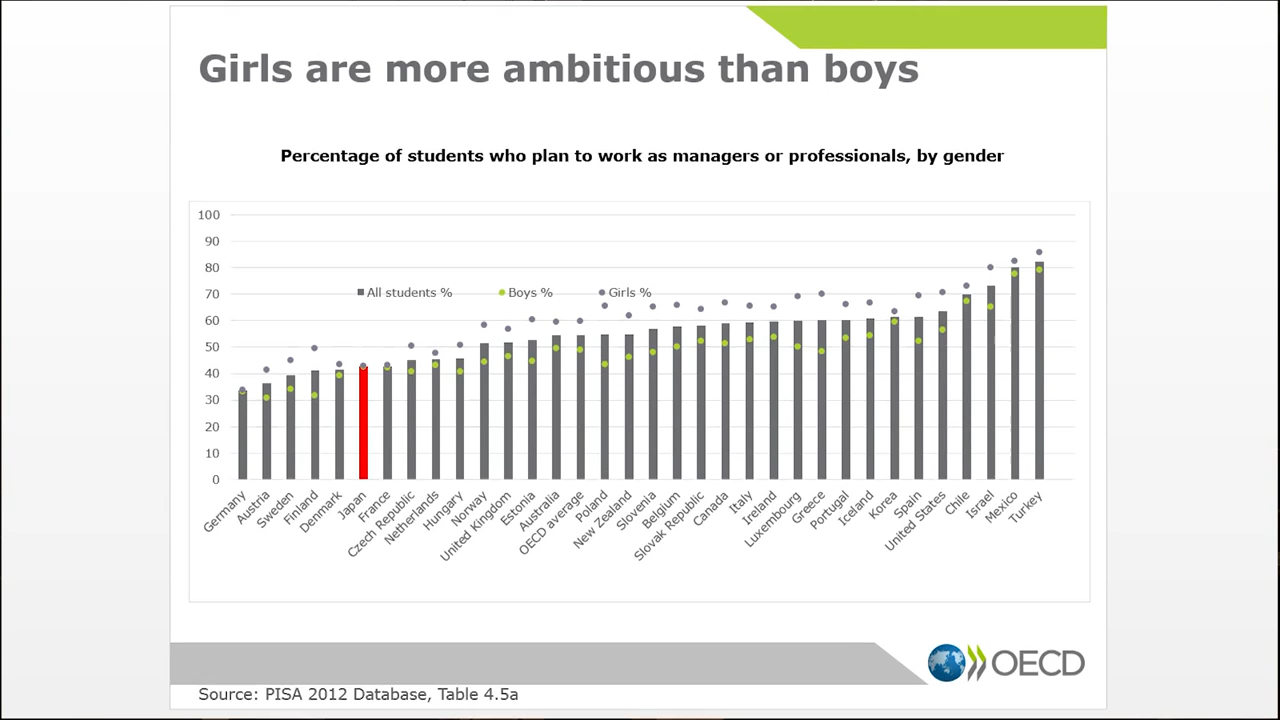 Girls are more ambitious than boys
Percentage of students who plan to work as managers or professionals, by gender
100
90
80
70
60
50
40
30
20
10
0
All students %
Boys %
Girls %
Germany
Austria
Sweden
Finland
Denmark
Japan
France
Czech Republic
Netherlands
Hungary
Norway
United Kingdom
Estonia
Australia
OECD average
Poland
New Zealand
Slovenia
Belgium
Slovak Republic
Canada
Italy
Ireland
Luxembourg
Greece
Portugal
Iceland
Korea
Spain
United States
Chile
Israel
Mexico
Turkey
OECD
Source: PISA 2012 Database, Table 4.5a